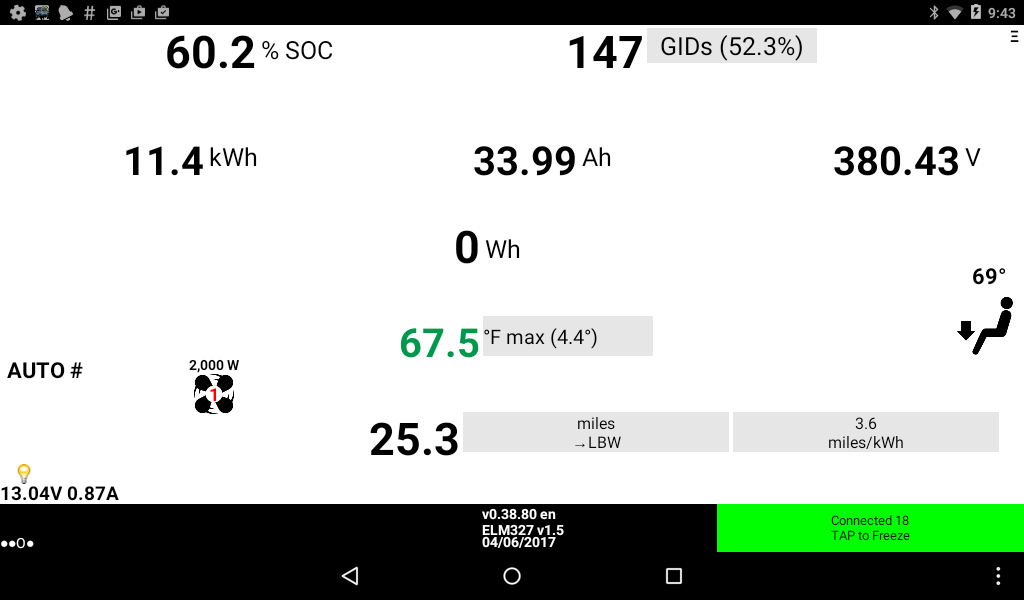 9:43
60.2 % SOC
147 GIDs (52.3%)
11.4 kWh
33.99 Ah
380.43 V
0 Wh
69°
67.5 °F max (4.4°)
AUTO #
2,000 W
1
25.3
miles
→LBW
3.6
miles/kWh
13.04V 0.87A
v0.38.80 en
ELM327 v1.5
04/06/2017
Connected 18
TAP to Freeze